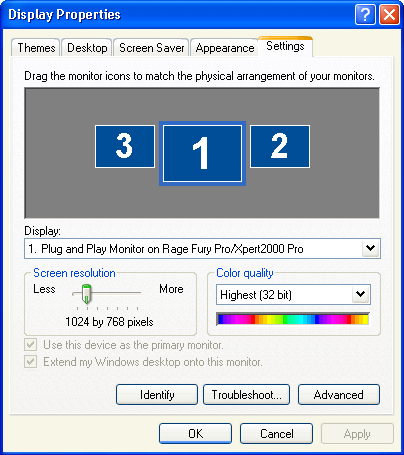 Display Properties
Themes Desktop Screen Saver Appearance Settings
Drag the monitor icons to match the physical arrangement of your monitors.
3 1 2
Display:
1. Plug and Play Monitor on Rage Fury Pro/Xpert2000 Pro
Screen resolution
Less More
1024 by 768 pixels
Color quality
Highest (32 bit)
Use this device as the primary monitor.
Extend my Windows desktop onto this monitor.
Identify Troubleshoot... Advanced
OK Cancel Apply